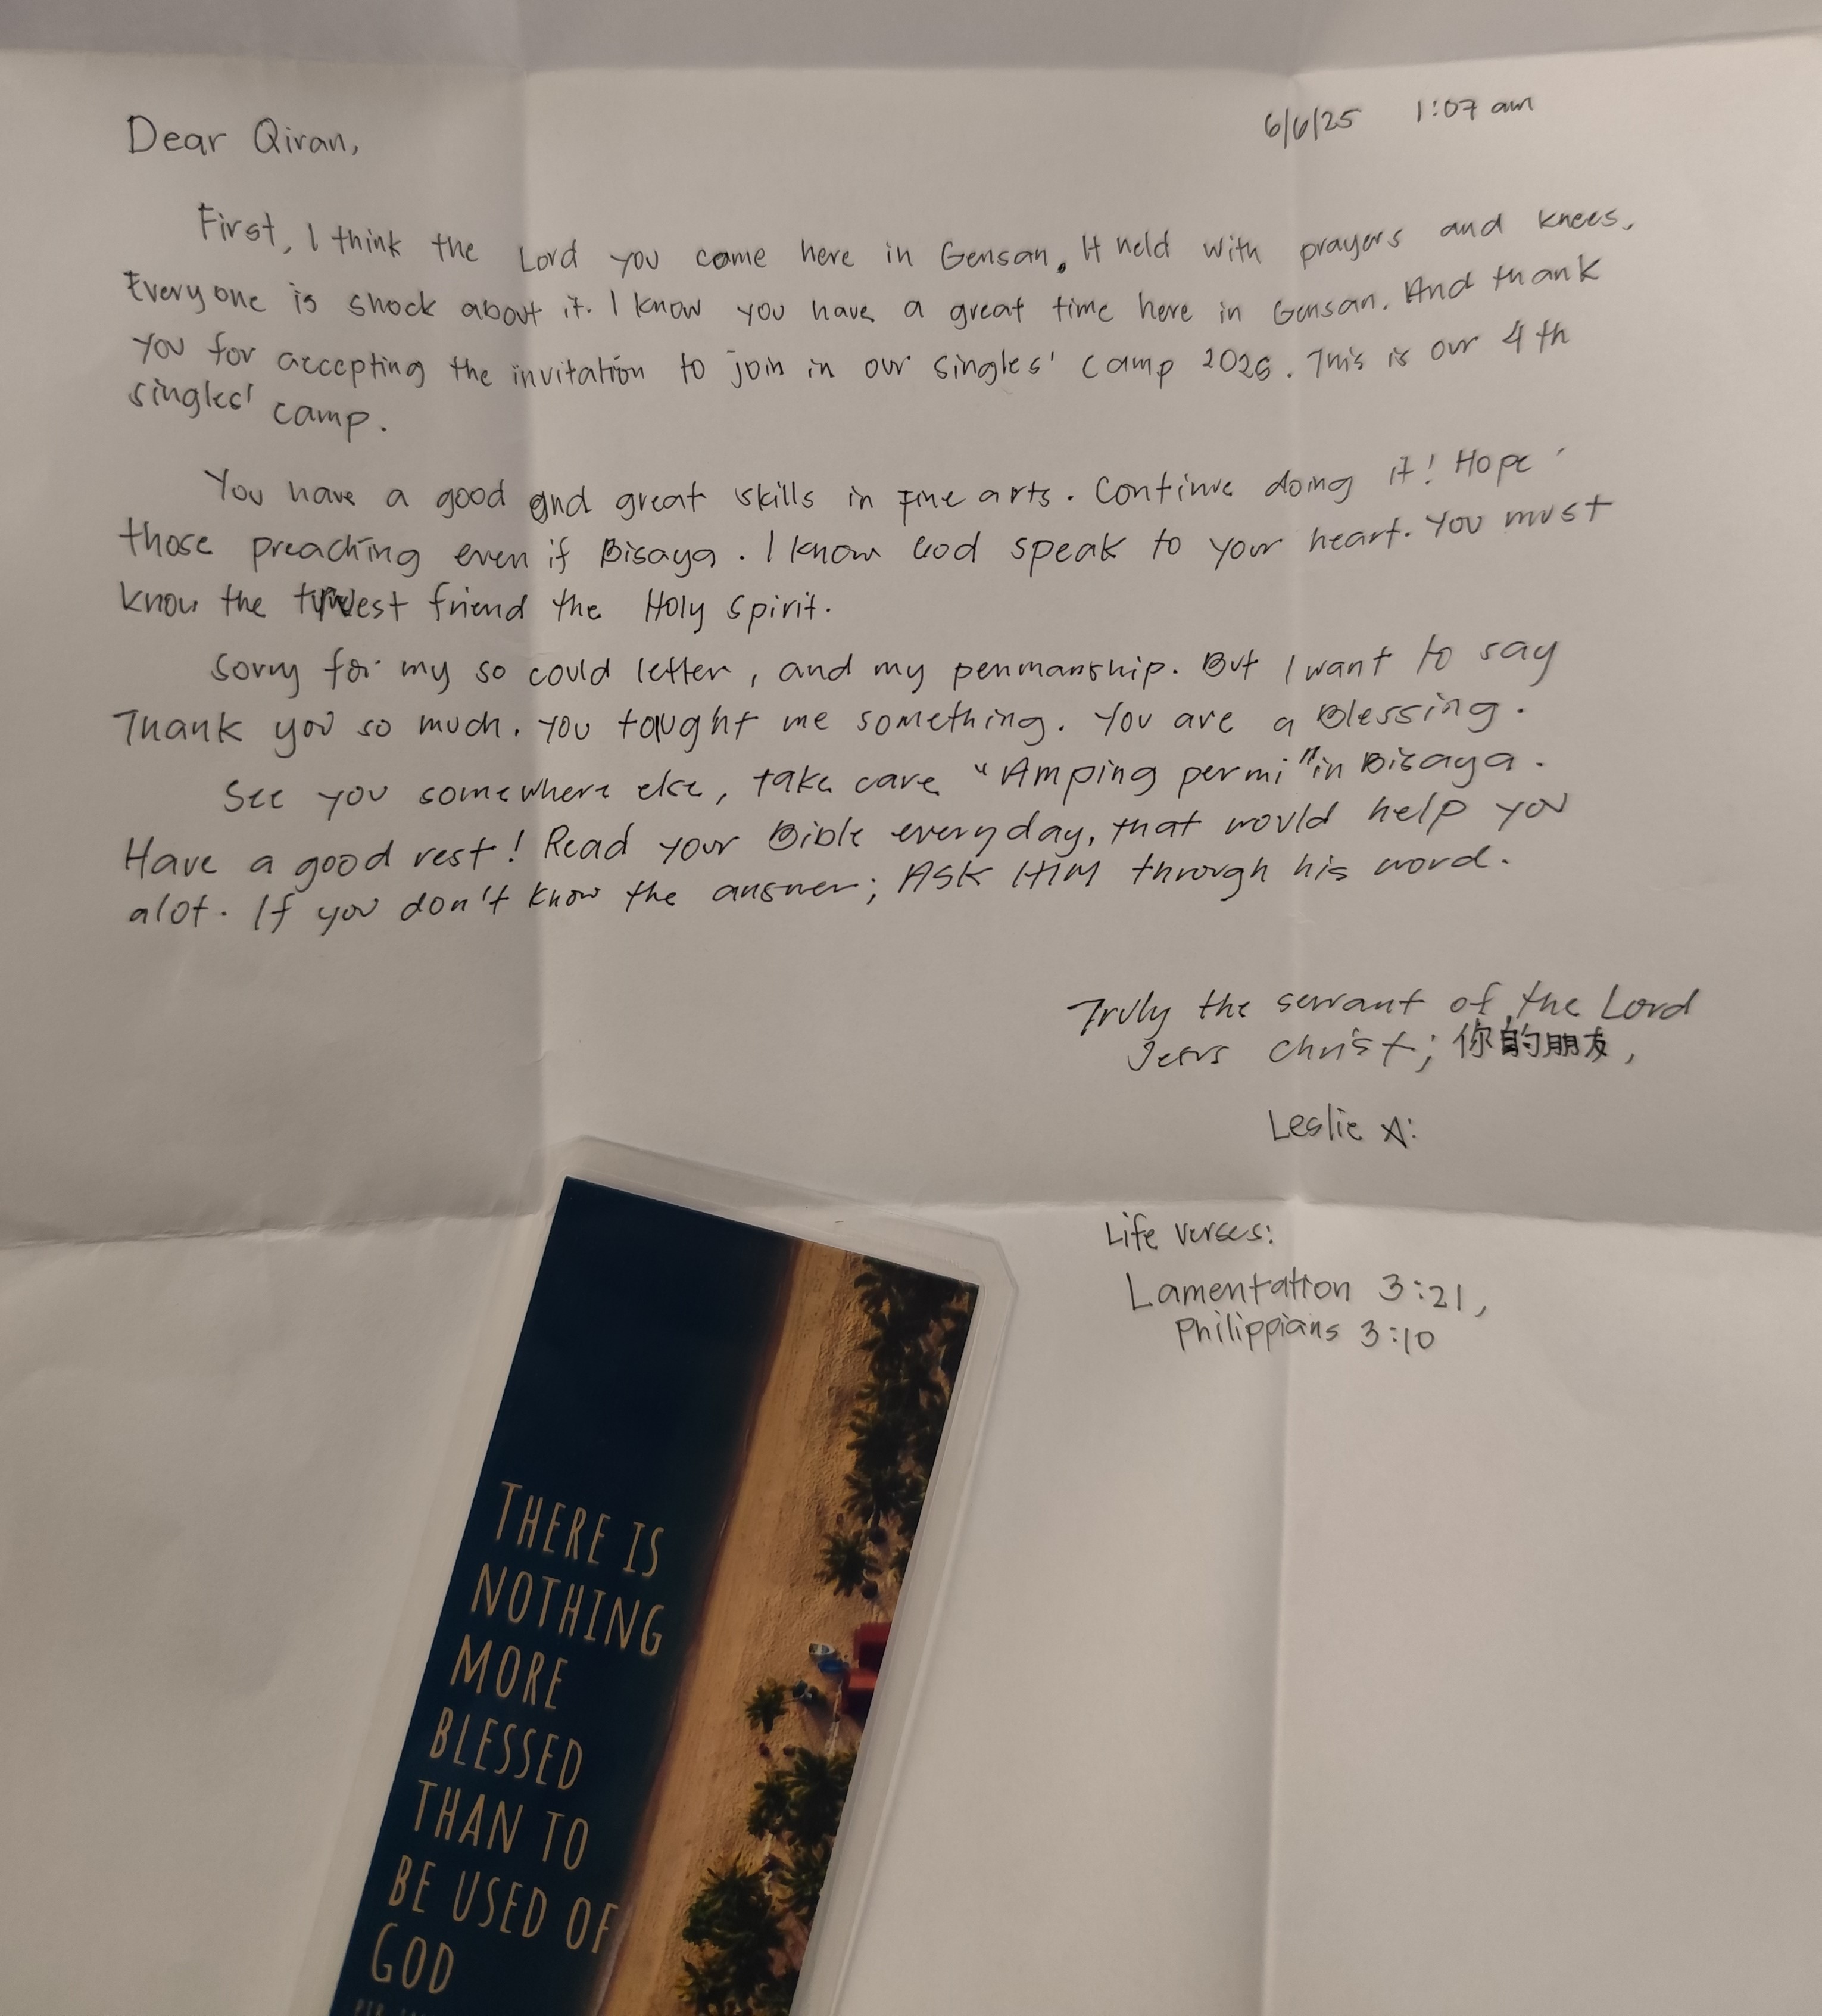 6/6/25 1:07 am
Dear Qiran,
First, I think the Lord you come here in Gensan. It held with prayers and knees.
Everyone is shock about it. I know you have a great time here in Gensan. And thank
you for accepting the invitation to join in our singles' camp 2025. This is our 4th
singles' camp.
You have a good and great skills in Fine arts. Continue doing it! Hope
those preaching even if Bisaya. I know God speak to your heart. You must
know the friend the Holy Spirit.
Sorry for my so could letter, and my penmanship. But I want to say
Thank you so much. You taught me something. You are a Blessing.
See you somewhere else, take care "Amping permi" in Bisaya.
Have a good rest! Read your Bible everyday, that would help you
alot. If you don't know the answer; ASK HIM through his word.
Truly the servant of the Lord
Jesus Christ; 你的朋友,
Leslie A.
Life verses:
Lamentation 3:21,
Philippians 3:10
THERE IS
NOTHING
MORE
BLESSED
THAN TO
BE USED OF
GOD